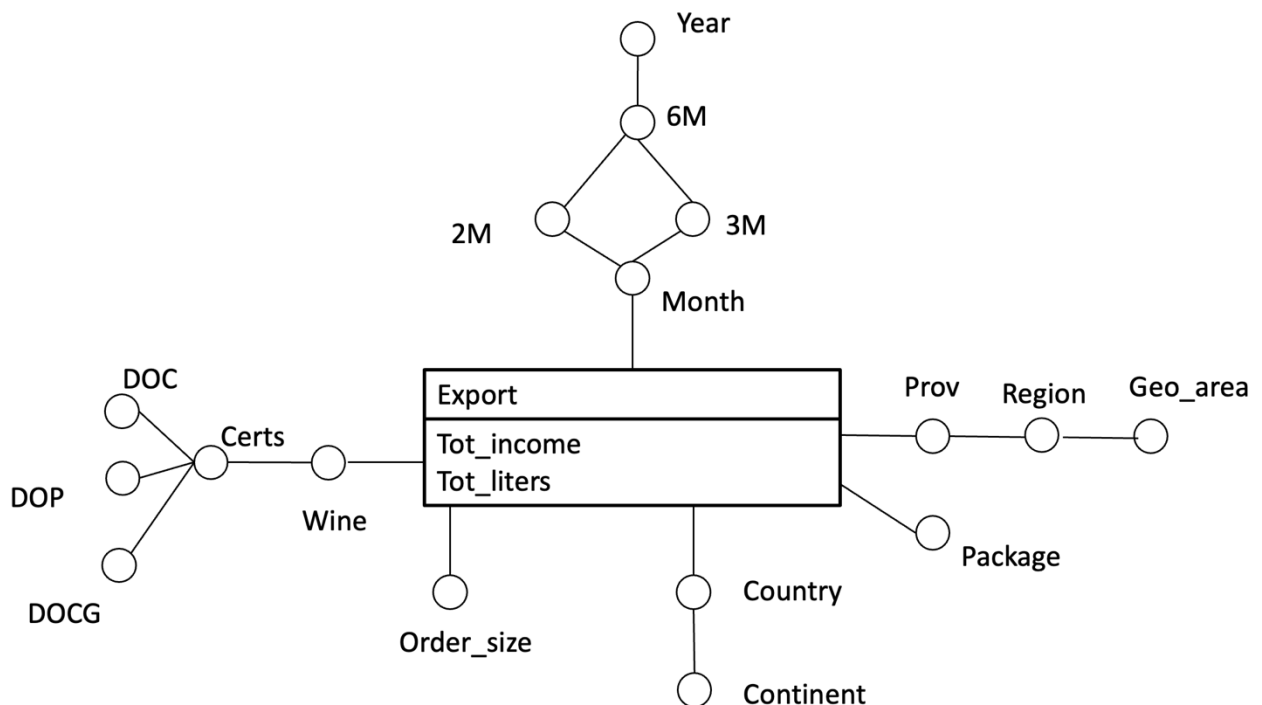 Year
6M
2M
3M
Month
Export
Tot_income
Tot_liters
DOC
Certs
DOP
Wine
DOCG
Order_size
Country
Continent
Prov
Region
Geo_area
Package